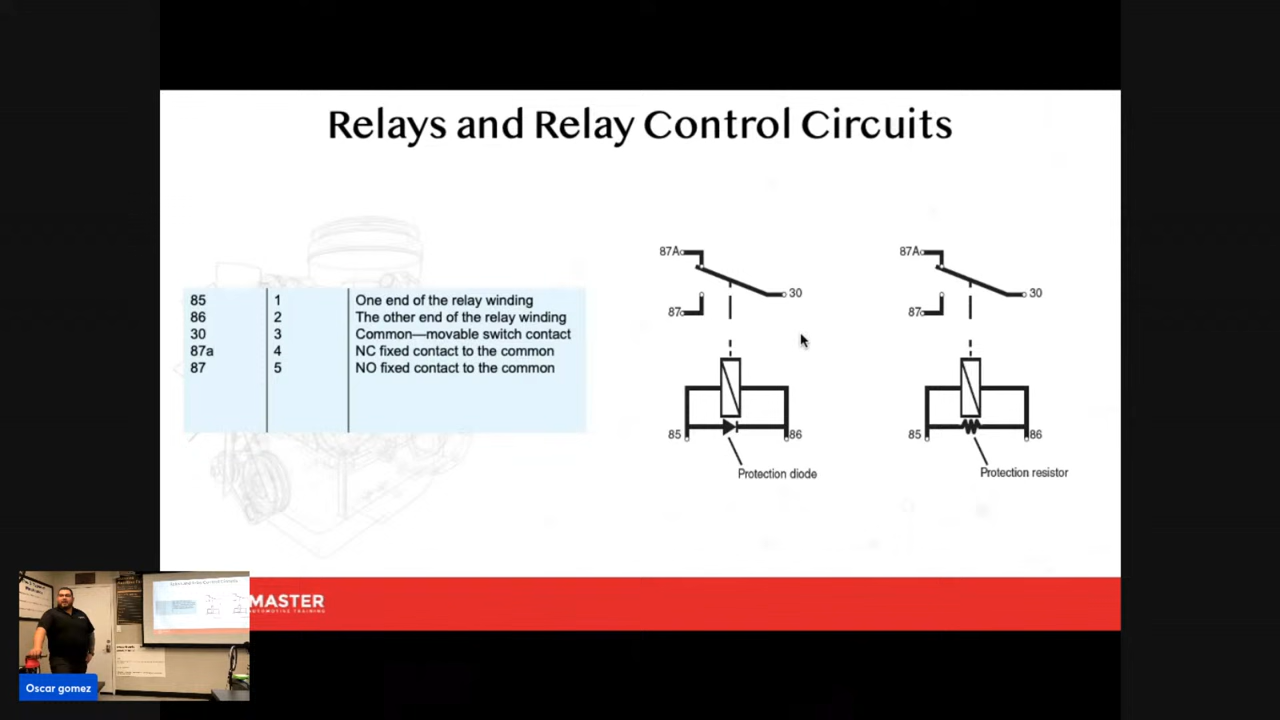 Relays and Relay Control Circuits
85 1 One end of the relay winding
86 2 The other end of the relay winding
30 3 Common—movable switch contact
87a 4 NC fixed contact to the common
87 5 NO fixed contact to the common
87A
30
87
85
86
Protection diode
87A
30
87
85
86
Protection resistor
MASTER
AUTOMOTIVE TRAINING
Oscar gomez